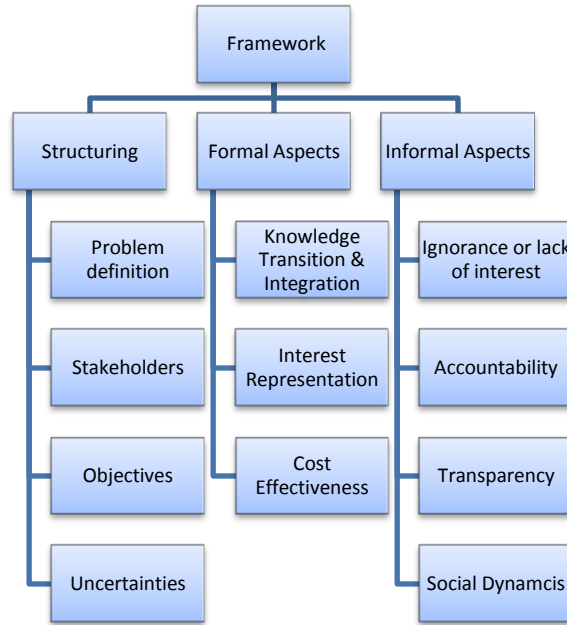 Framework
Structuring
Formal Aspects
Informal Aspects
Problem
definition
Stakeholders
Objectives
Uncertainties
Knowledge
Transition &
Integration
Interest
Representation
Cost
Effectiveness
Ignorance or lack
of interest
Accountability
Transparency
Social Dynamcis